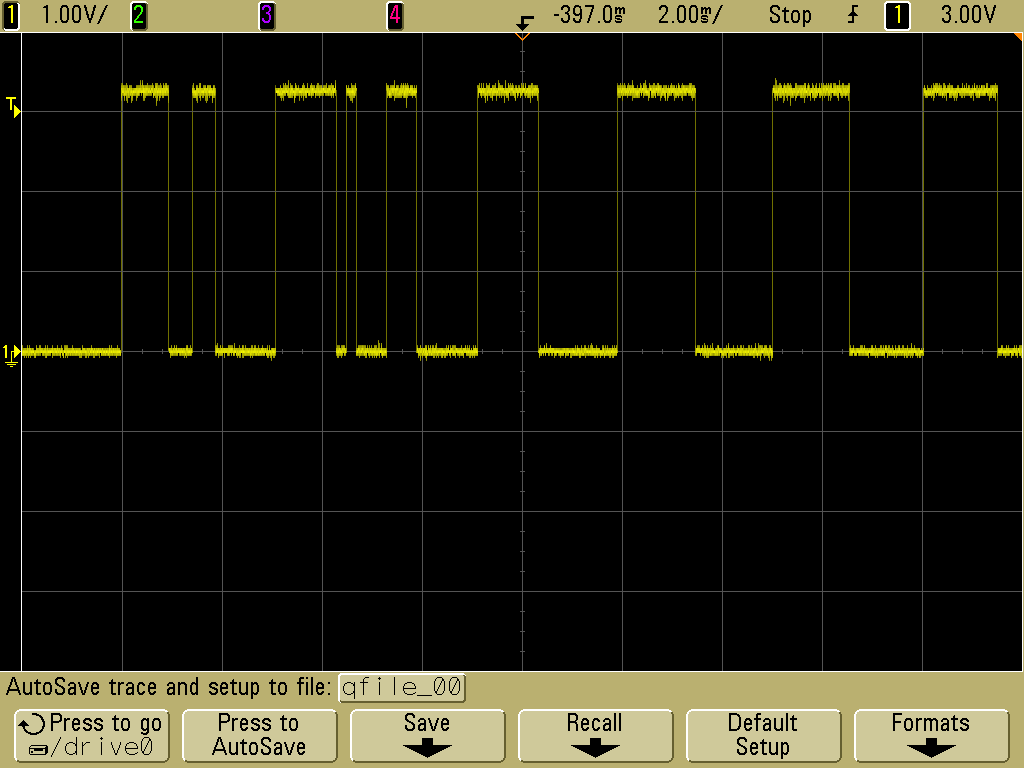 1 1.00V/ 2 3 4 -397.0ms 2.00ms/ Stop 1 3.00V
T
1
AutoSave trace and setup to file: qfile_00
Press to go
/drive0
Press to
AutoSave
Save
Recall
Default
Setup
Formats